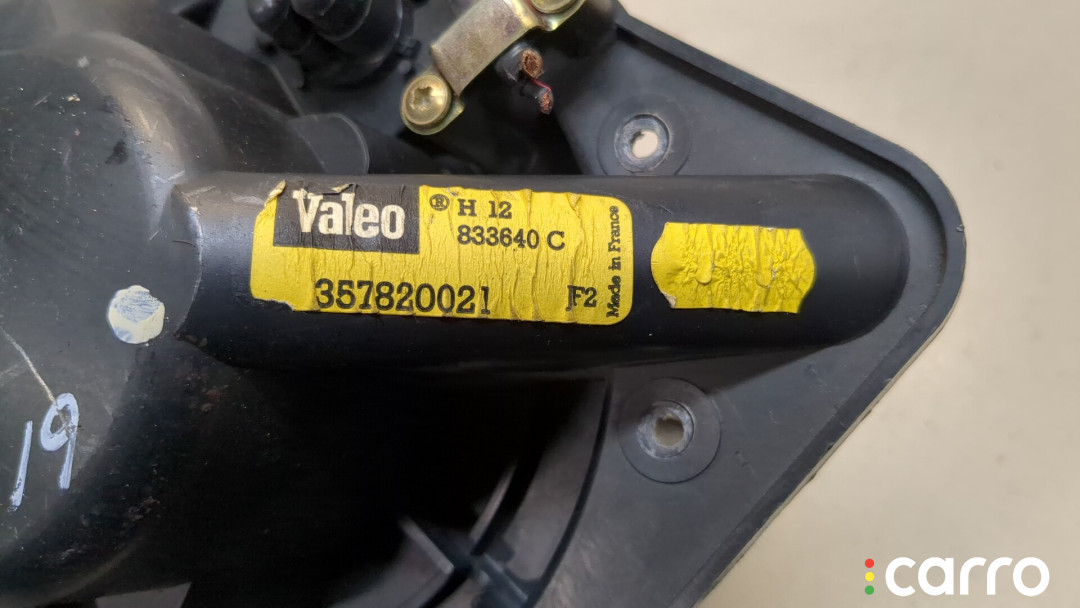 Valeo ® H 12
833640 C
357820021 F2
Made in France
19
carro